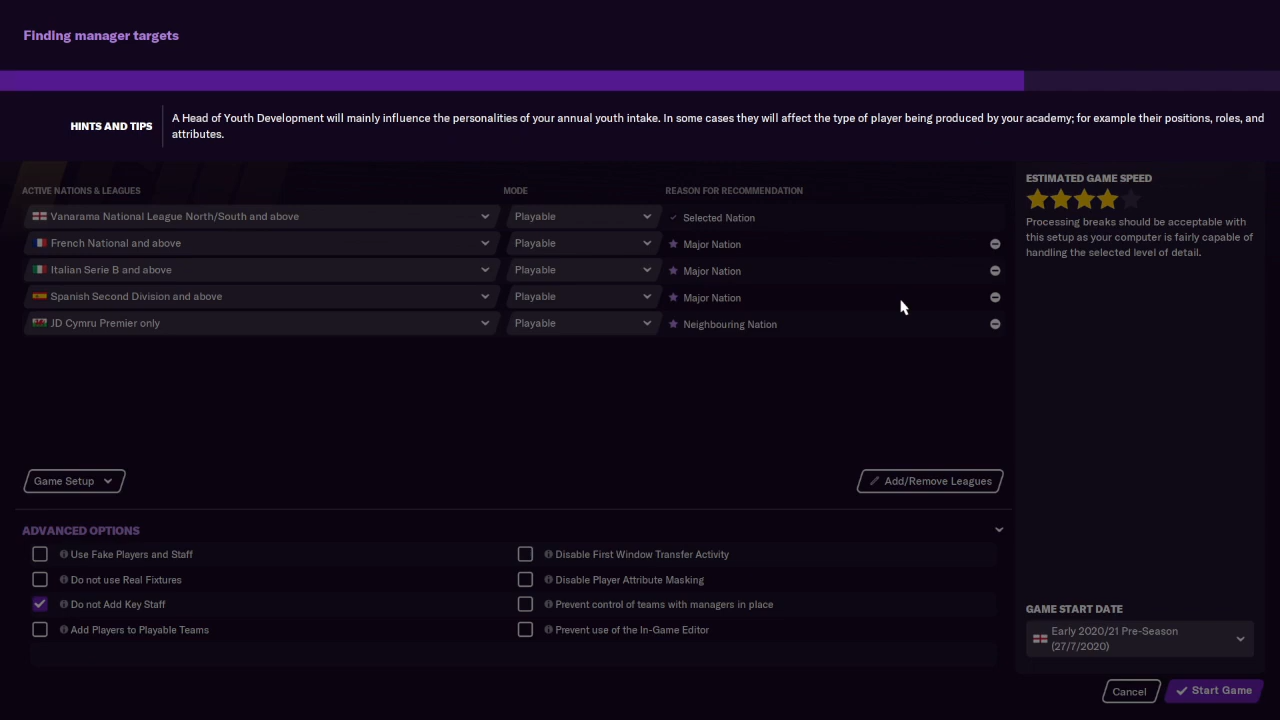 Finding manager targets
HINTS AND TIPS
A Head of Youth Development will mainly influence the personalities of your annual youth intake. In some cases they will affect the type of player being produced by your academy; for example their positions, roles, and
attributes.
ACTIVE NATIONS & LEAGUES
MODE
REASON FOR RECOMMENDATION
Vanarama National League North/South and above
Playable
Selected Nation
French National and above
Playable
Major Nation
Italian Serie B and above
Playable
Major Nation
Spanish Second Division and above
Playable
Major Nation
JD Cymru Premier only
Playable
Neighbouring Nation
ESTIMATED GAME SPEED
Processing breaks should be acceptable with
this setup as your computer is fairly capable of
handling the selected level of detail.
Game Setup
Add/Remove Leagues
ADVANCED OPTIONS
Use Fake Players and Staff
Disable First Window Transfer Activity
Do not use Real Fixtures
Disable Player Attribute Masking
Do not Add Key Staff
Prevent control of teams with managers in place
Add Players to Playable Teams
Prevent use of the In-Game Editor
GAME START DATE
Early 2020/21 Pre-Season
(27/7/2020)
Cancel
Start Game